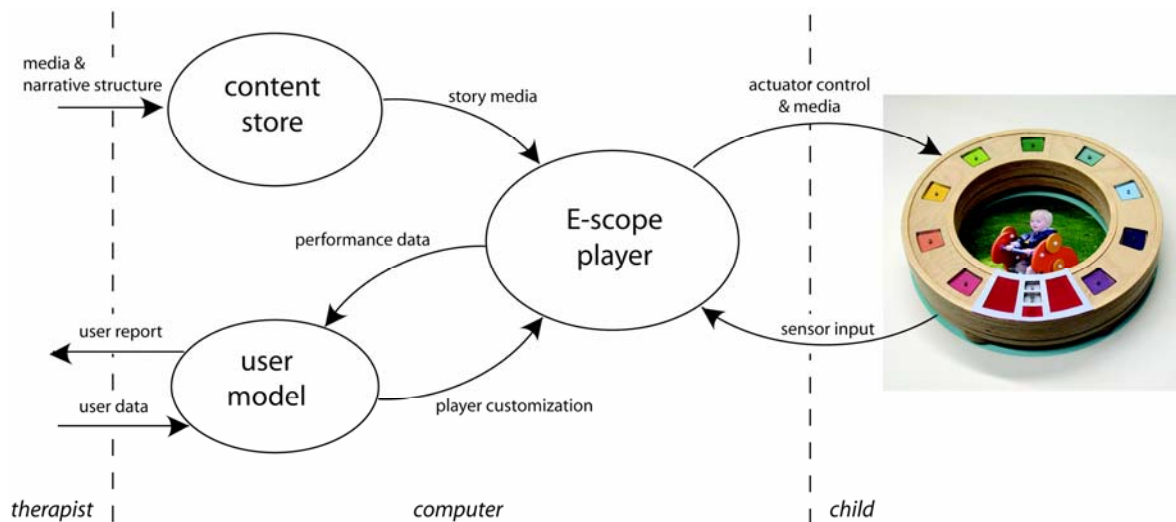 media &
narrative structure
content
store
story media
actuator control
& media
E-scope
player
performance data
user report
user
model
user data
player customization
sensor input
therapist
computer
child